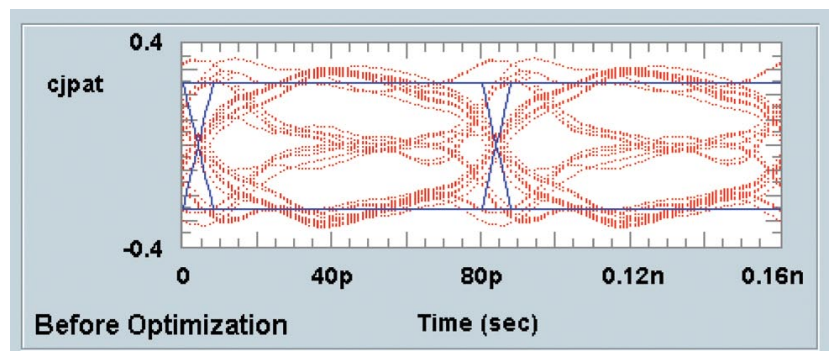 0.4
cjpat
-0.4
0 40p 80p 0.12n 0.16n
Before Optimization Time (sec)